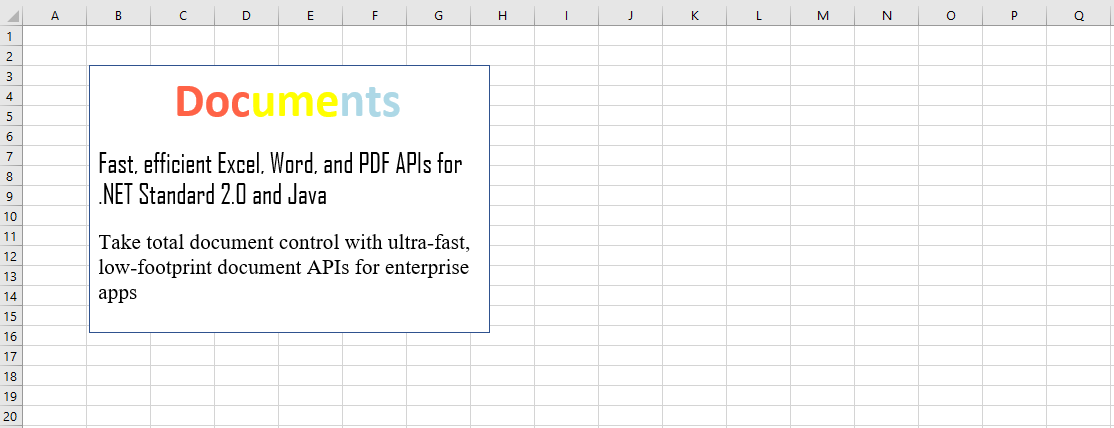 A B C D E F G H I J K L M N O P Q
1
2
3
4
5
6
7
8
9
10
11
12
13
14
15
16
17
18
19
20
Documents
Fast, efficient Excel, Word, and PDF APIs for
.NET Standard 2.0 and Java
Take total document control with ultra-fast,
low-footprint document APIs for enterprise
apps